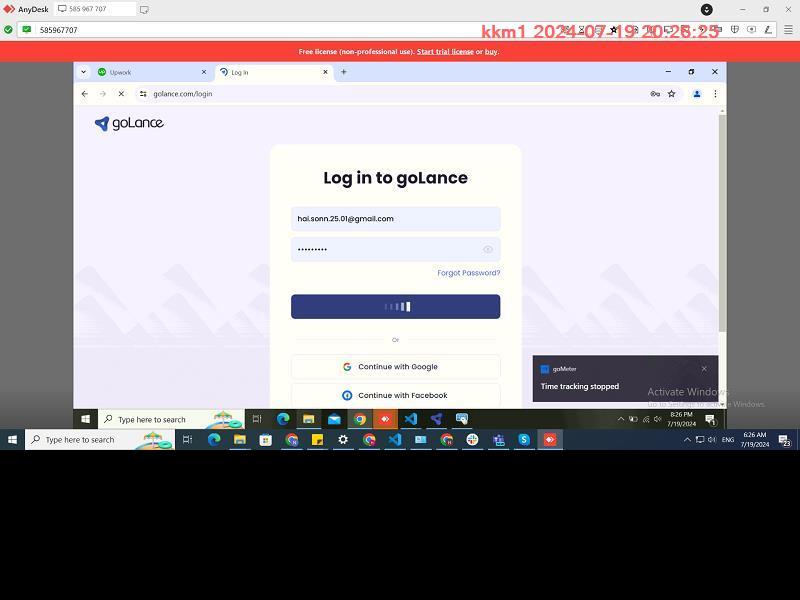 AnyDesk
585 967 707
585967707
kkm1 2024-07-19 20:26:25
Free license (non-professional use). Start trial license or buy.
Upwork
Log In
golance.com/login
goLance
Log in to goLance
hai.sonn.25.01@gmail.com
•••••••••
Forgot Password?
Or
Continue with Google
Continue with Facebook
goMeter
Time tracking stopped
Activate Windows
Go to Settings to activate Windows.
Type here to search
8:26 PM
7/19/2024
Type here to search
ENG
6:26 AM
7/19/2024
23